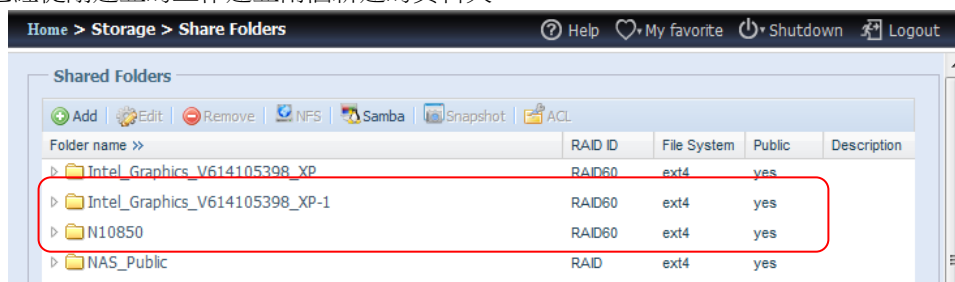 Home > Storage > Share Folders Help My favorite Shutdown Logout
Shared Folders
Add Edit Remove NFS Samba Snapshot ACL
Folder name » RAID ID File System Public Description
Intel_Graphics_V614105398_XP RAID60 ext4 yes
Intel_Graphics_V614105398_XP-1 RAID60 ext4 yes
N10850 RAID60 ext4 yes
NAS_Public RAID ext4 yes